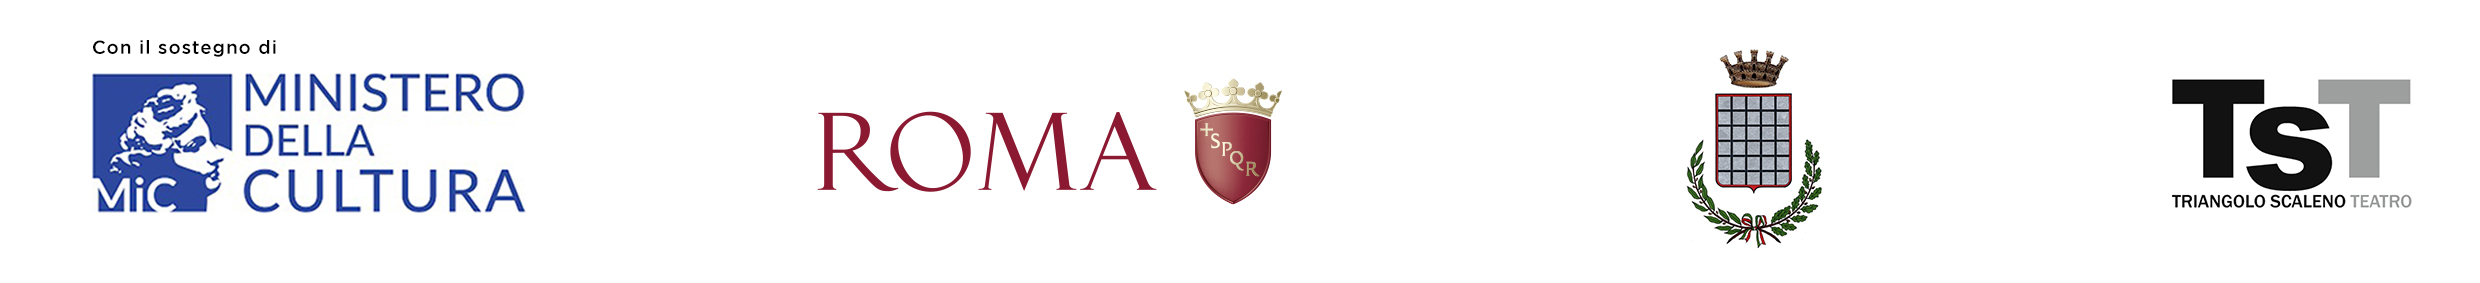 Con il sostegno di
MiC
MINISTERO
DELLA
CULTURA
ROMA
+SPQR
TsT
TRIANGOLO SCALENO TEATRO